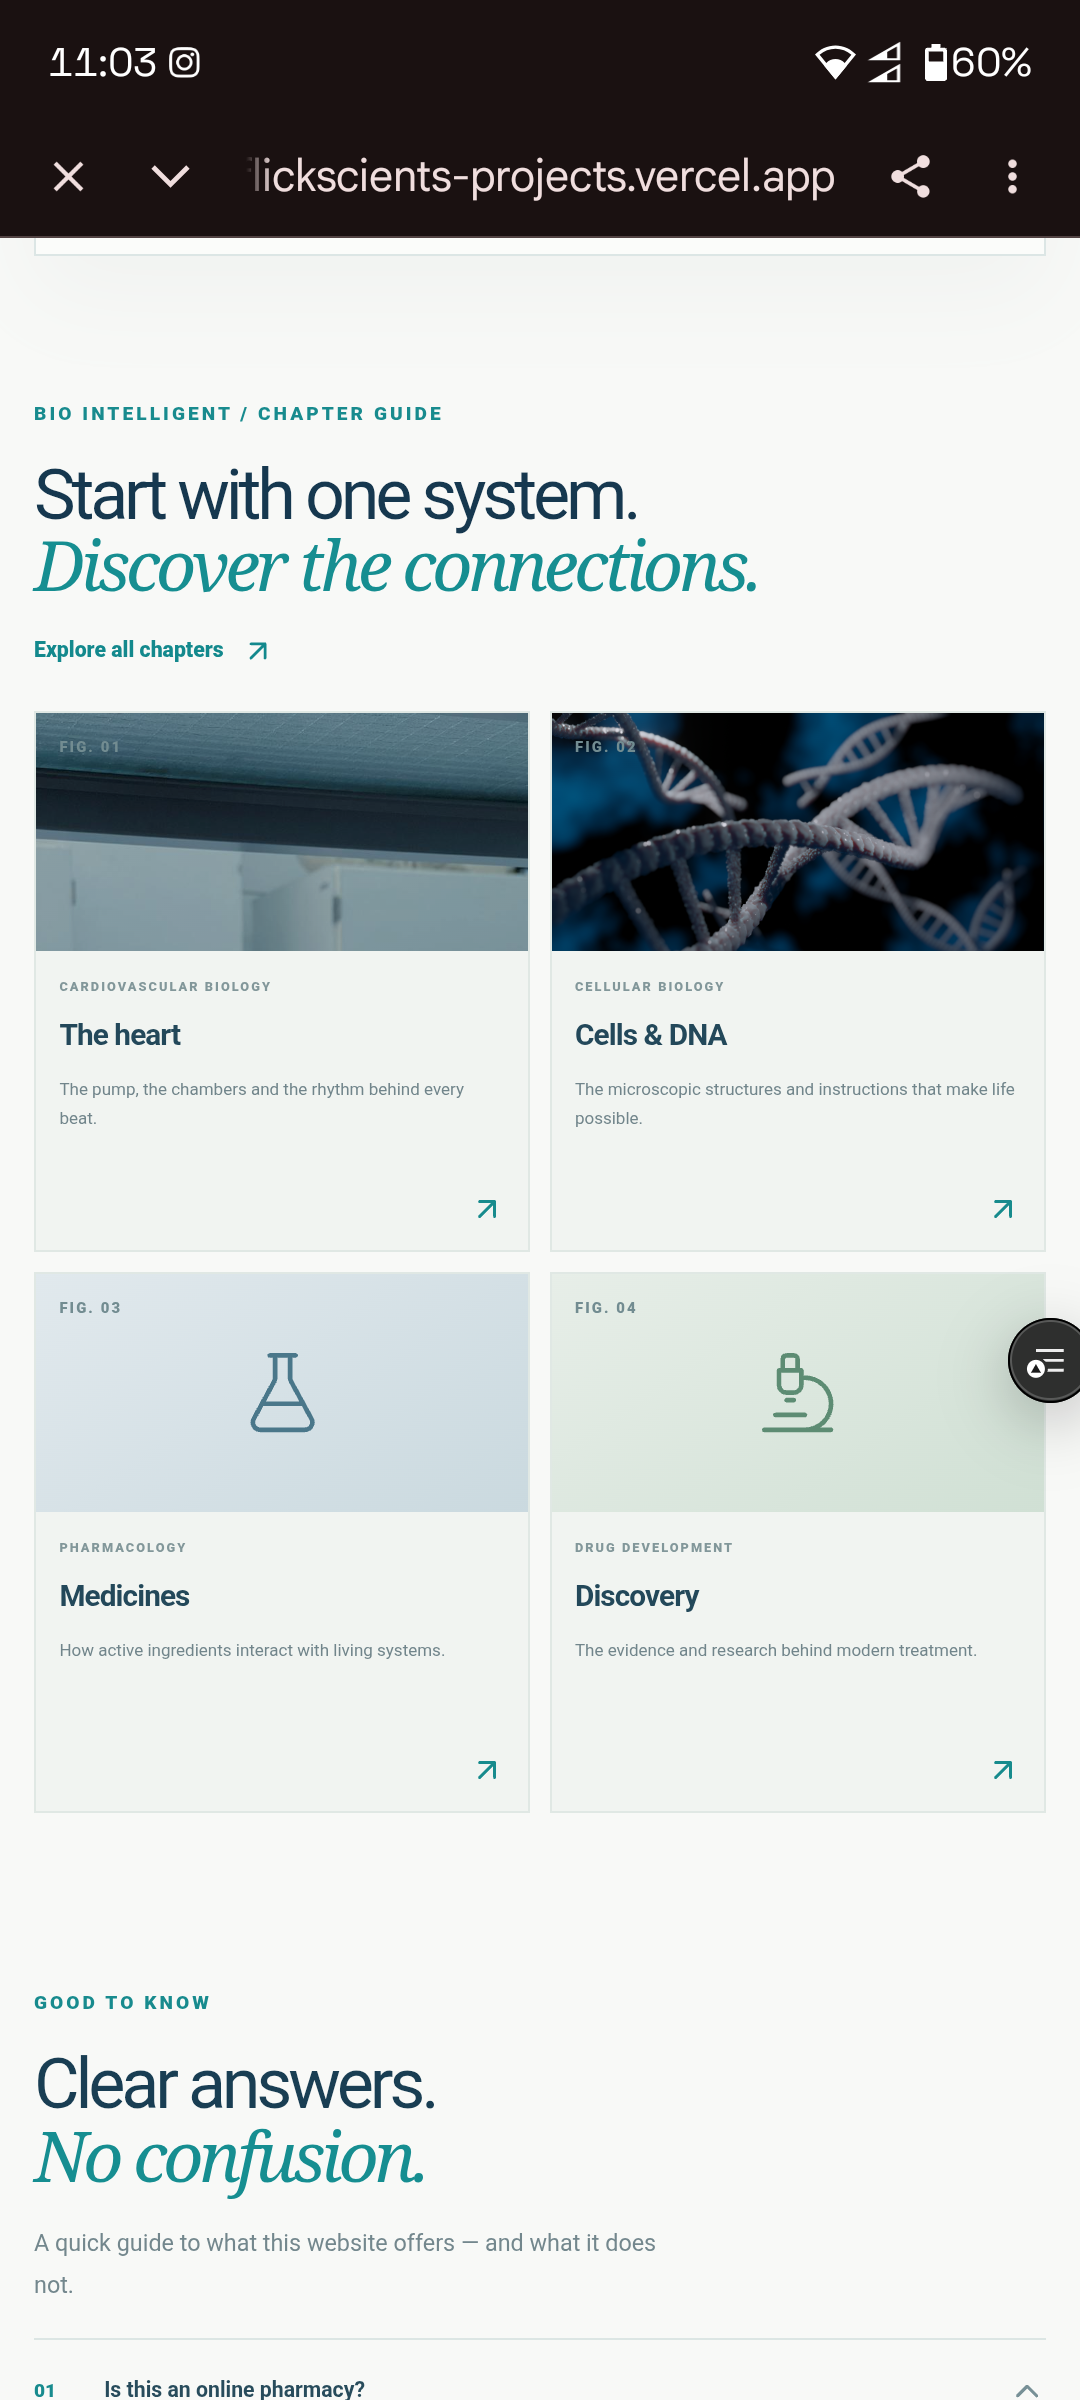 11:03
60%
lickscients-projects.vercel.app
BIO INTELLIGENT / CHAPTER GUIDE
Start with one system.
Discover the connections.
Explore all chapters
FIG. 01
CARDIOVASCULAR BIOLOGY
The heart
The pump, the chambers and the rhythm behind every
beat.
FIG. 02
CELLULAR BIOLOGY
Cells & DNA
The microscopic structures and instructions that make life
possible.
FIG. 03
PHARMACOLOGY
Medicines
How active ingredients interact with living systems.
FIG. 04
DRUG DEVELOPMENT
Discovery
The evidence and research behind modern treatment.
GOOD TO KNOW
Clear answers.
No confusion.
A quick guide to what this website offers — and what it does
not.
01 Is this an online pharmacy?